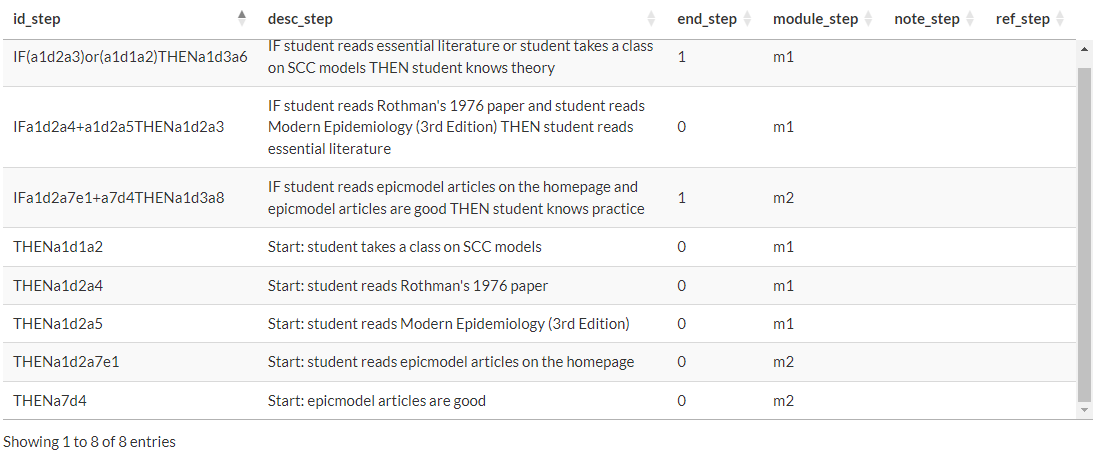 id_step desc_step end_step module_step note_step ref_step
IF student reads essential literature or student takes a class
IF(a1d2a3)or(a1d1a2)THENa1d3a6 on SCC models THEN student knows theory 1 m1
IF student reads Rothman's 1976 paper and student reads
IFa1d2a4+a1d2a5THENa1d2a3 Modern Epidemiology (3rd Edition) THEN student reads 0 m1
essential literature
IFa1d2a7e1+a7d4THENa1d3a8 IF student reads epicmodel articles on the homepage and 1 m2
epicmodel articles are good THEN student knows practice
THENa1d1a2 Start: student takes a class on SCC models 0 m1
THENa1d2a4 Start: student reads Rothman's 1976 paper 0 m1
THENa1d2a5 Start: student reads Modern Epidemiology (3rd Edition) 0 m1
THENa1d2a7e1 Start: student reads epicmodel articles on the homepage 0 m2
THENa7d4 Start: epicmodel articles are good 0 m2
Showing 1 to 8 of 8 entries